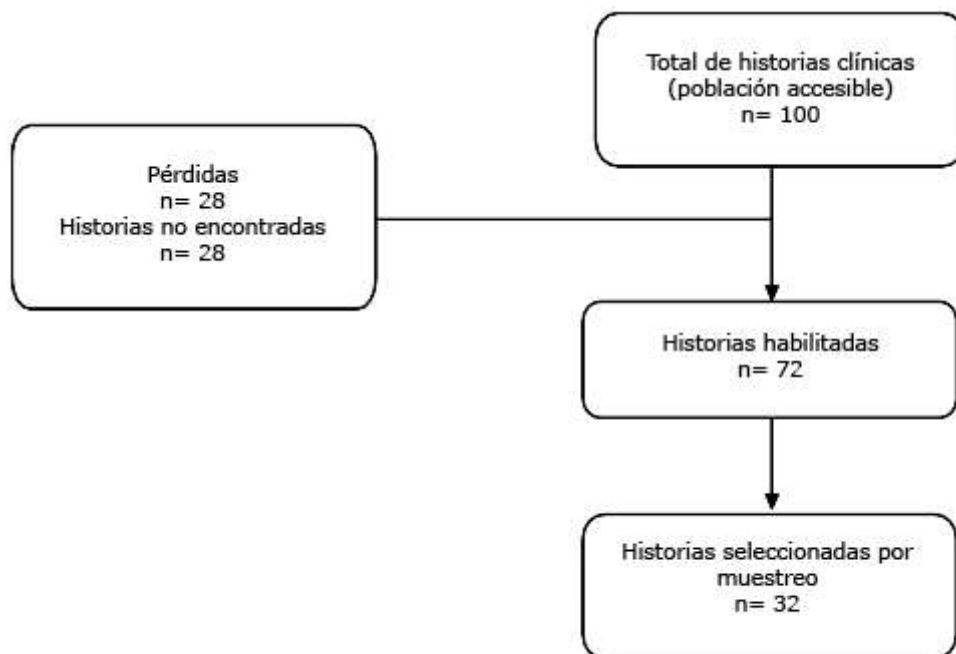 Total de historias clínicas
(población accesible)
n= 100
Pérdidas
n= 28
Historias no encontradas
n= 28
Historias habilitadas
n= 72
Historias seleccionadas por
muestreo
n= 32